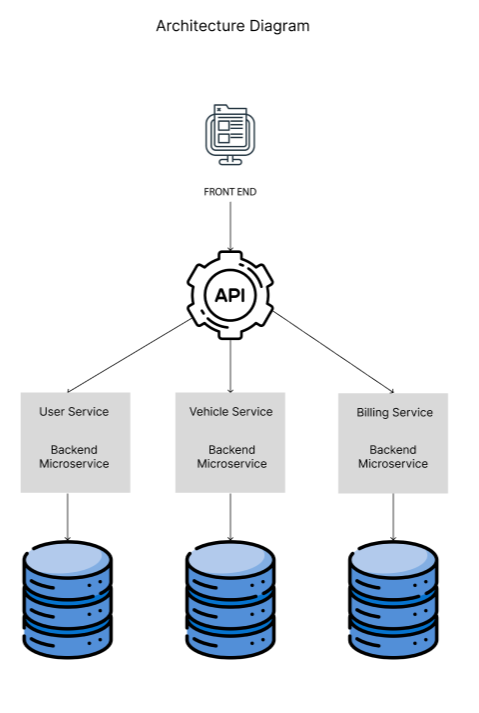 Architecture Diagram
FRONT END
API
User Service
Backend
Microservice
Vehicle Service
Backend
Microservice
Billing Service
Backend
Microservice